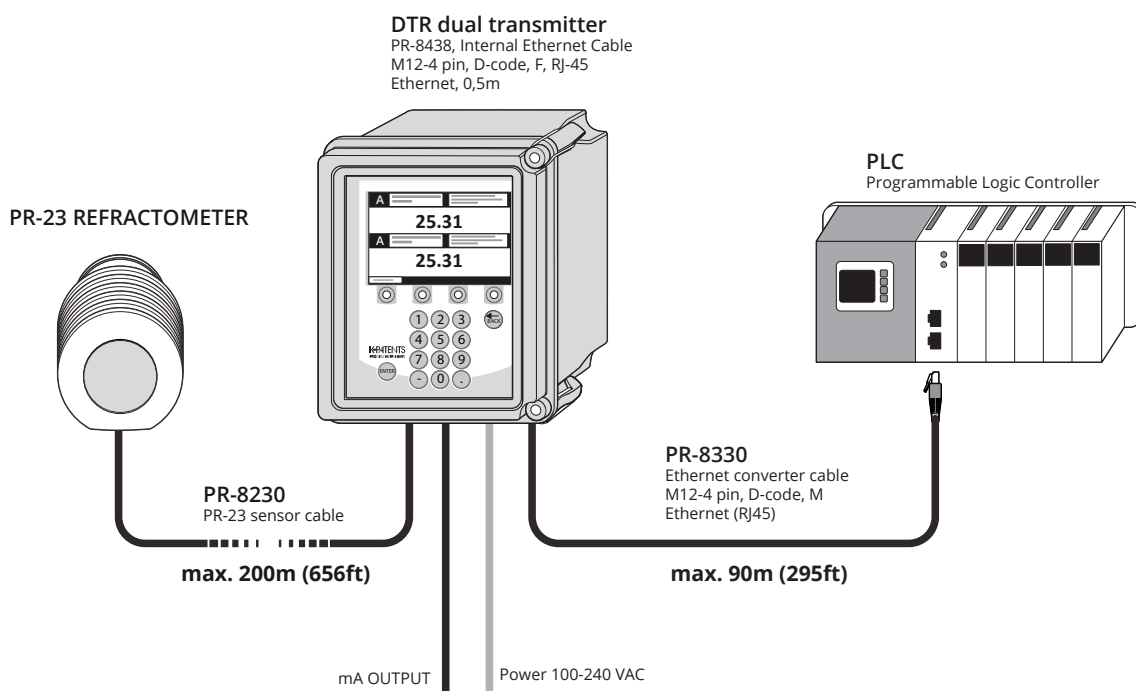 DTR dual transmitter
PR-8438, Internal Ethernet Cable
M12-4 pin, D-code, F, RJ-45
Ethernet, 0,5m
PLC
Programmable Logic Controller
PR-23 REFRACTOMETER
A
25.31
A
25.31
1 2 3
BACK
4 5 6
K-PATENTS
7 8 9
ENTER
- 0 .
PR-8230
PR-23 sensor cable
max. 200m (656ft)
PR-8330
Ethernet converter cable
M12-4 pin, D-code, M
Ethernet (RJ45)
max. 90m (295ft)
mA OUTPUT
Power 100-240 VAC